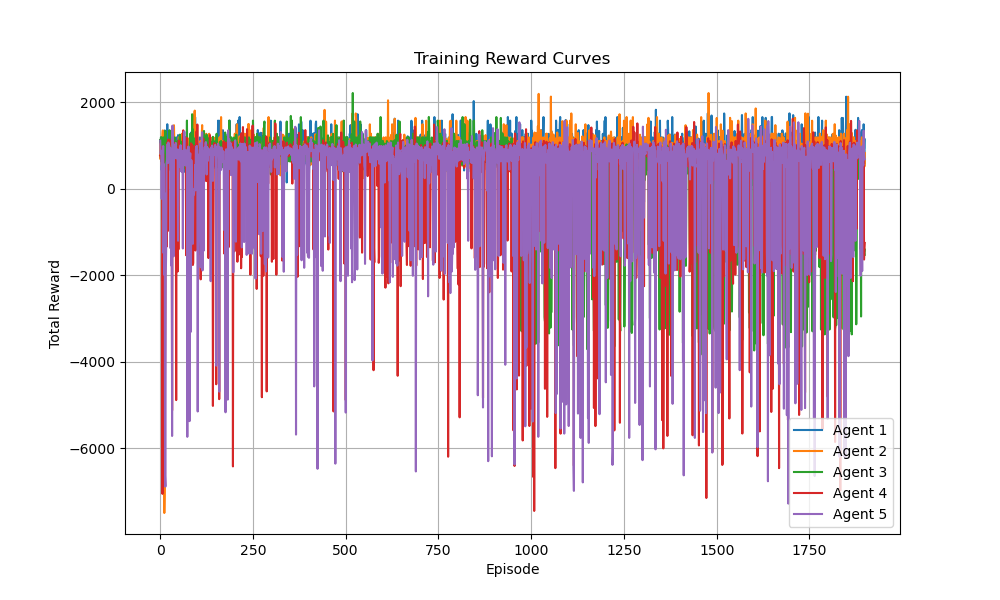 Training Reward Curves
Total Reward
2000
0
−2000
−4000
−6000
Agent 1
Agent 2
Agent 3
Agent 4
Agent 5
0 250 500 750 1000 1250 1500 1750
Episode